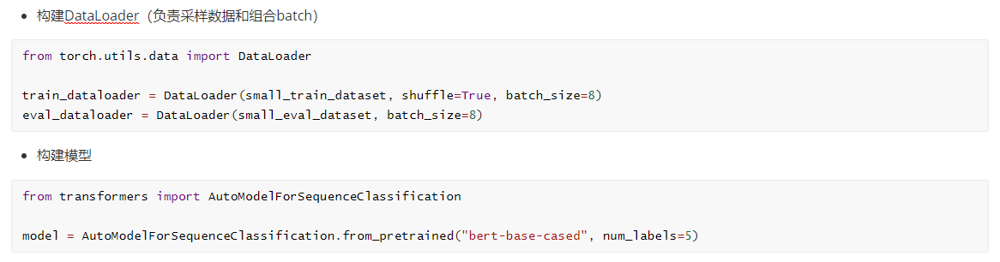 构建DataLoader（负责采样数据和组合batch）
from torch.utils.data import DataLoader
train_dataloader = DataLoader(small_train_dataset, shuffle=True, batch_size=8)
eval_dataloader = DataLoader(small_eval_dataset, batch_size=8)
构建模型
from transformers import AutoModelForSequenceClassification
model = AutoModelForSequenceClassification.from_pretrained("bert-base-cased", num_labels=5)